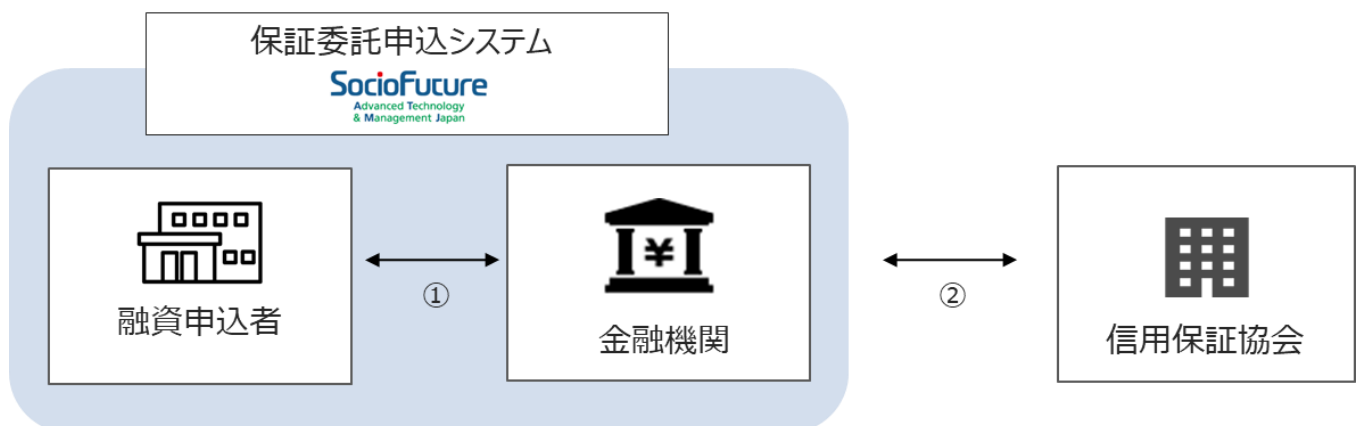 保証委託申込システム
SocioFuture
Advanced Technology
& Management Japan
¥
①
②
融資申込者
金融機関
信用保証協会